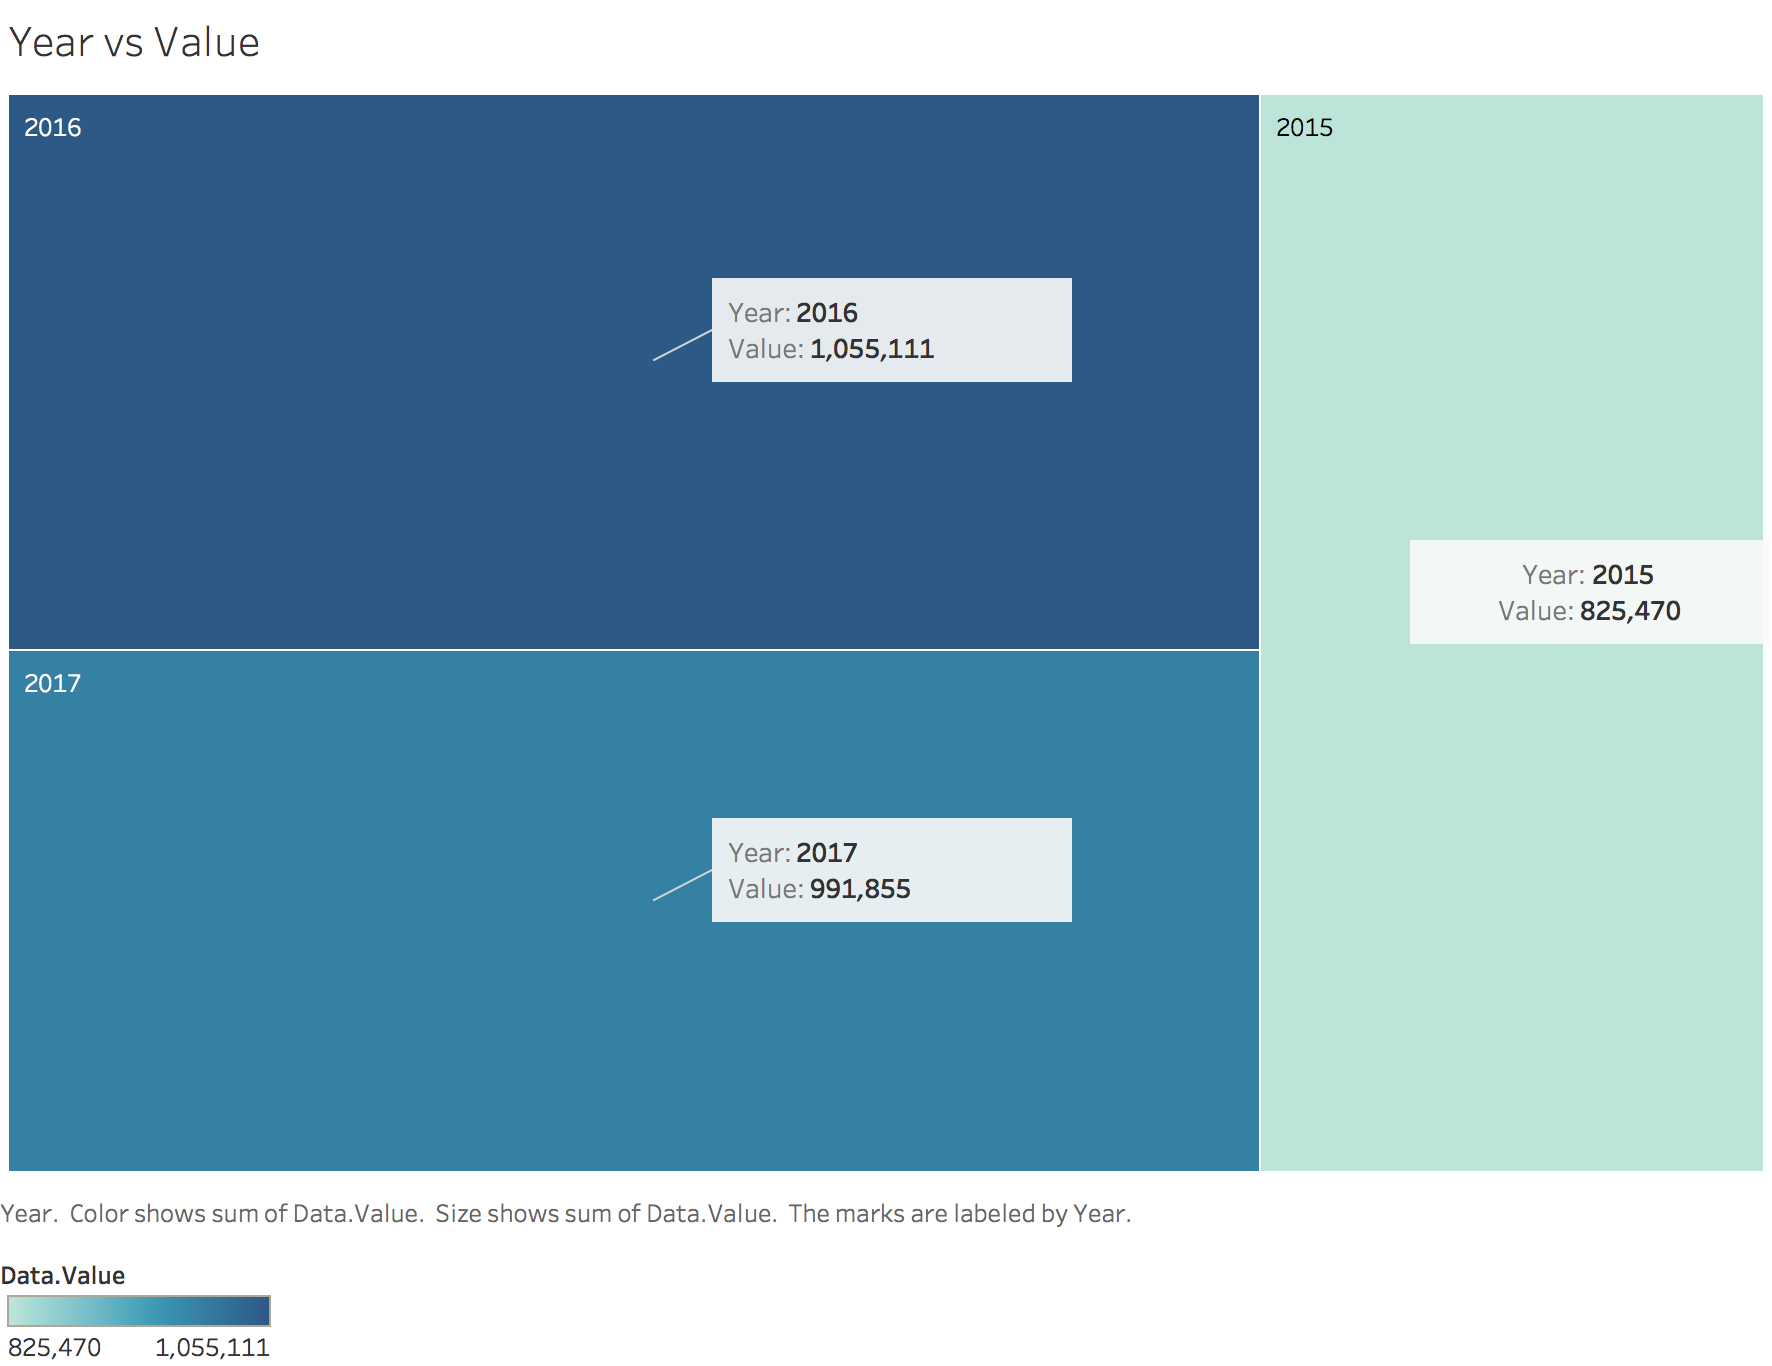 Year vs Value
2016
2015
Year: 2016
Value: 1,055,111
Year: 2015
Value: 825,470
2017
Year: 2017
Value: 991,855
Year.  Color shows sum of Data.Value.  Size shows sum of Data.Value.  The marks are labeled by Year.
Data.Value
825,470 1,055,111